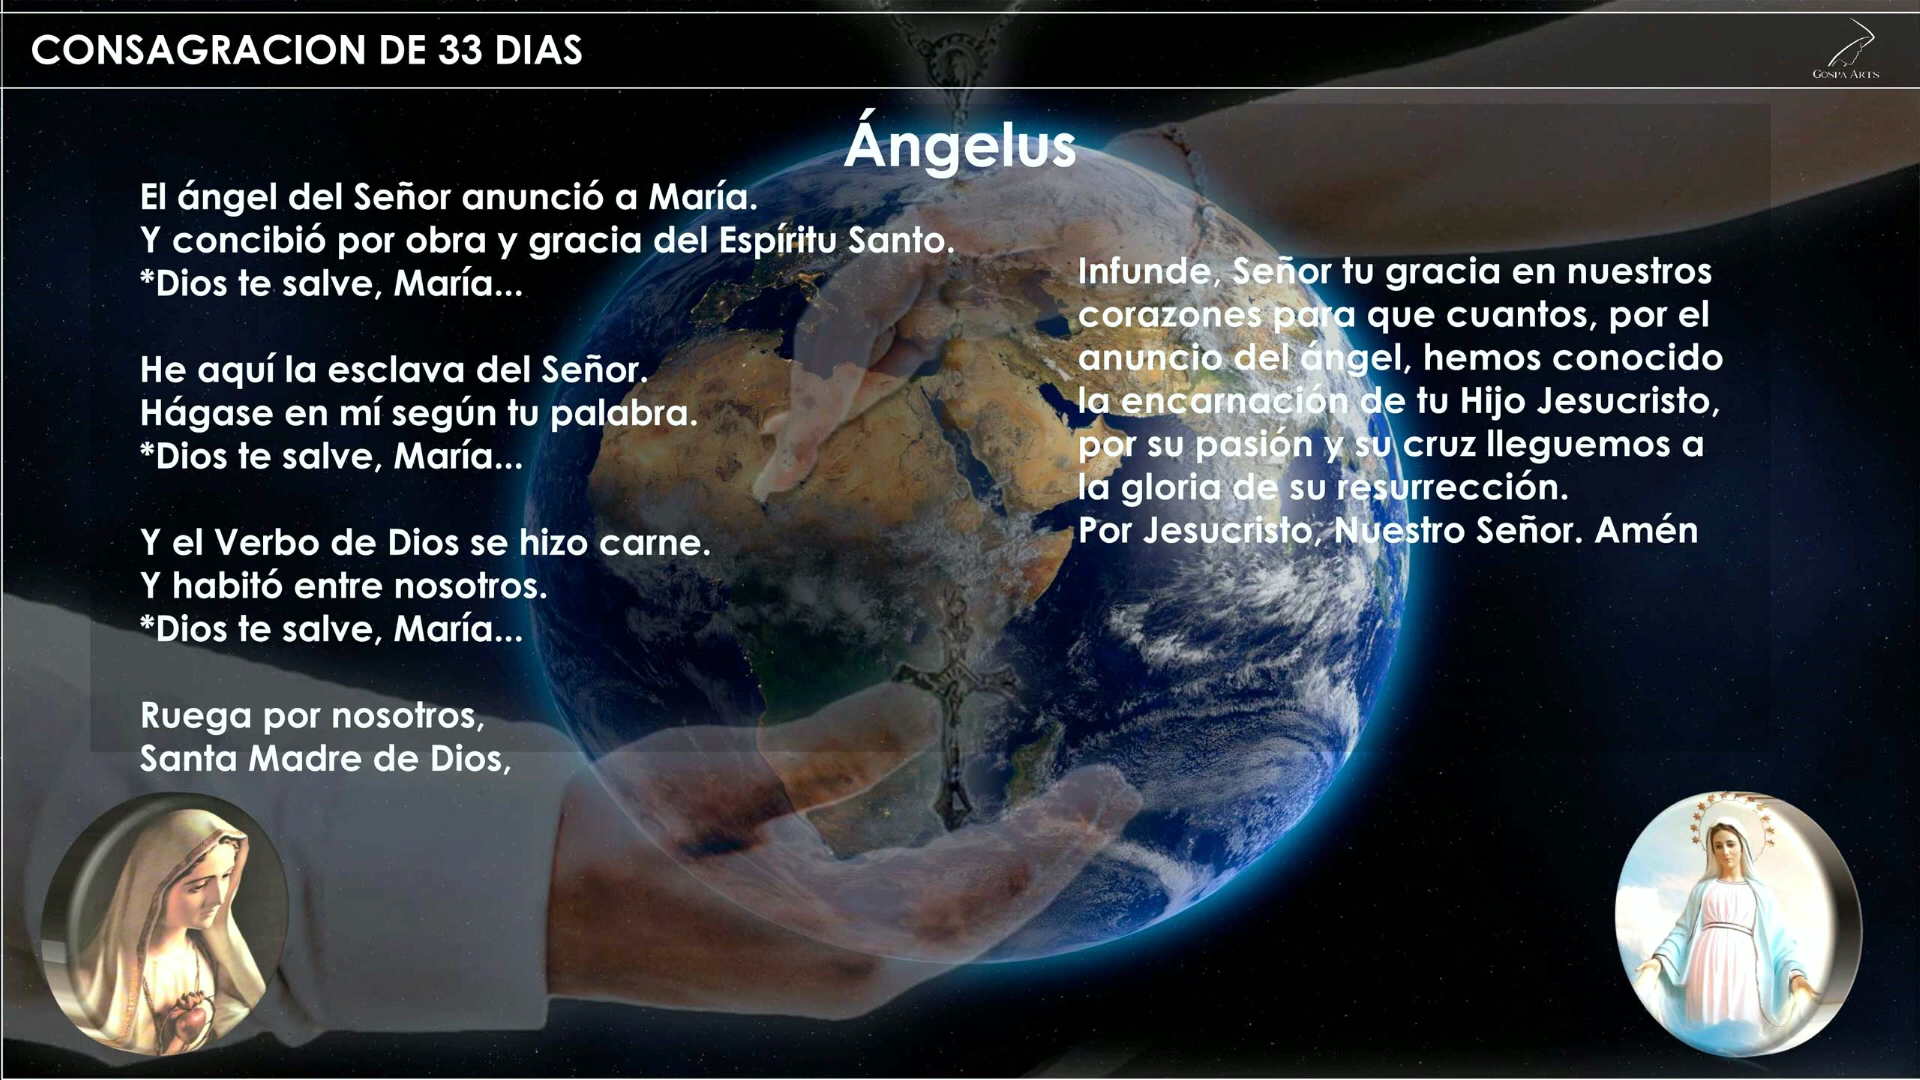 CONSAGRACION DE 33 DIAS
GOSPA ARTS
Ángelus
El ángel del Señor anunció a María.
Y concibió por obra y gracia del Espíritu Santo.
*Dios te salve, María...
He aquí la esclava del Señor.
Hágase en mí según tu palabra.
*Dios te salve, María...
Y el Verbo de Dios se hizo carne.
Y habitó entre nosotros.
*Dios te salve, María...
Ruega por nosotros,
Santa Madre de Dios,
Infunde, Señor tu gracia en nuestros
corazones para que cuantos, por el
anuncio del ángel, hemos conocido
la encarnación de tu Hijo Jesucristo,
por su pasión y su cruz lleguemos a
la gloria de su resurrección.
Por Jesucristo, Nuestro Señor. Amén